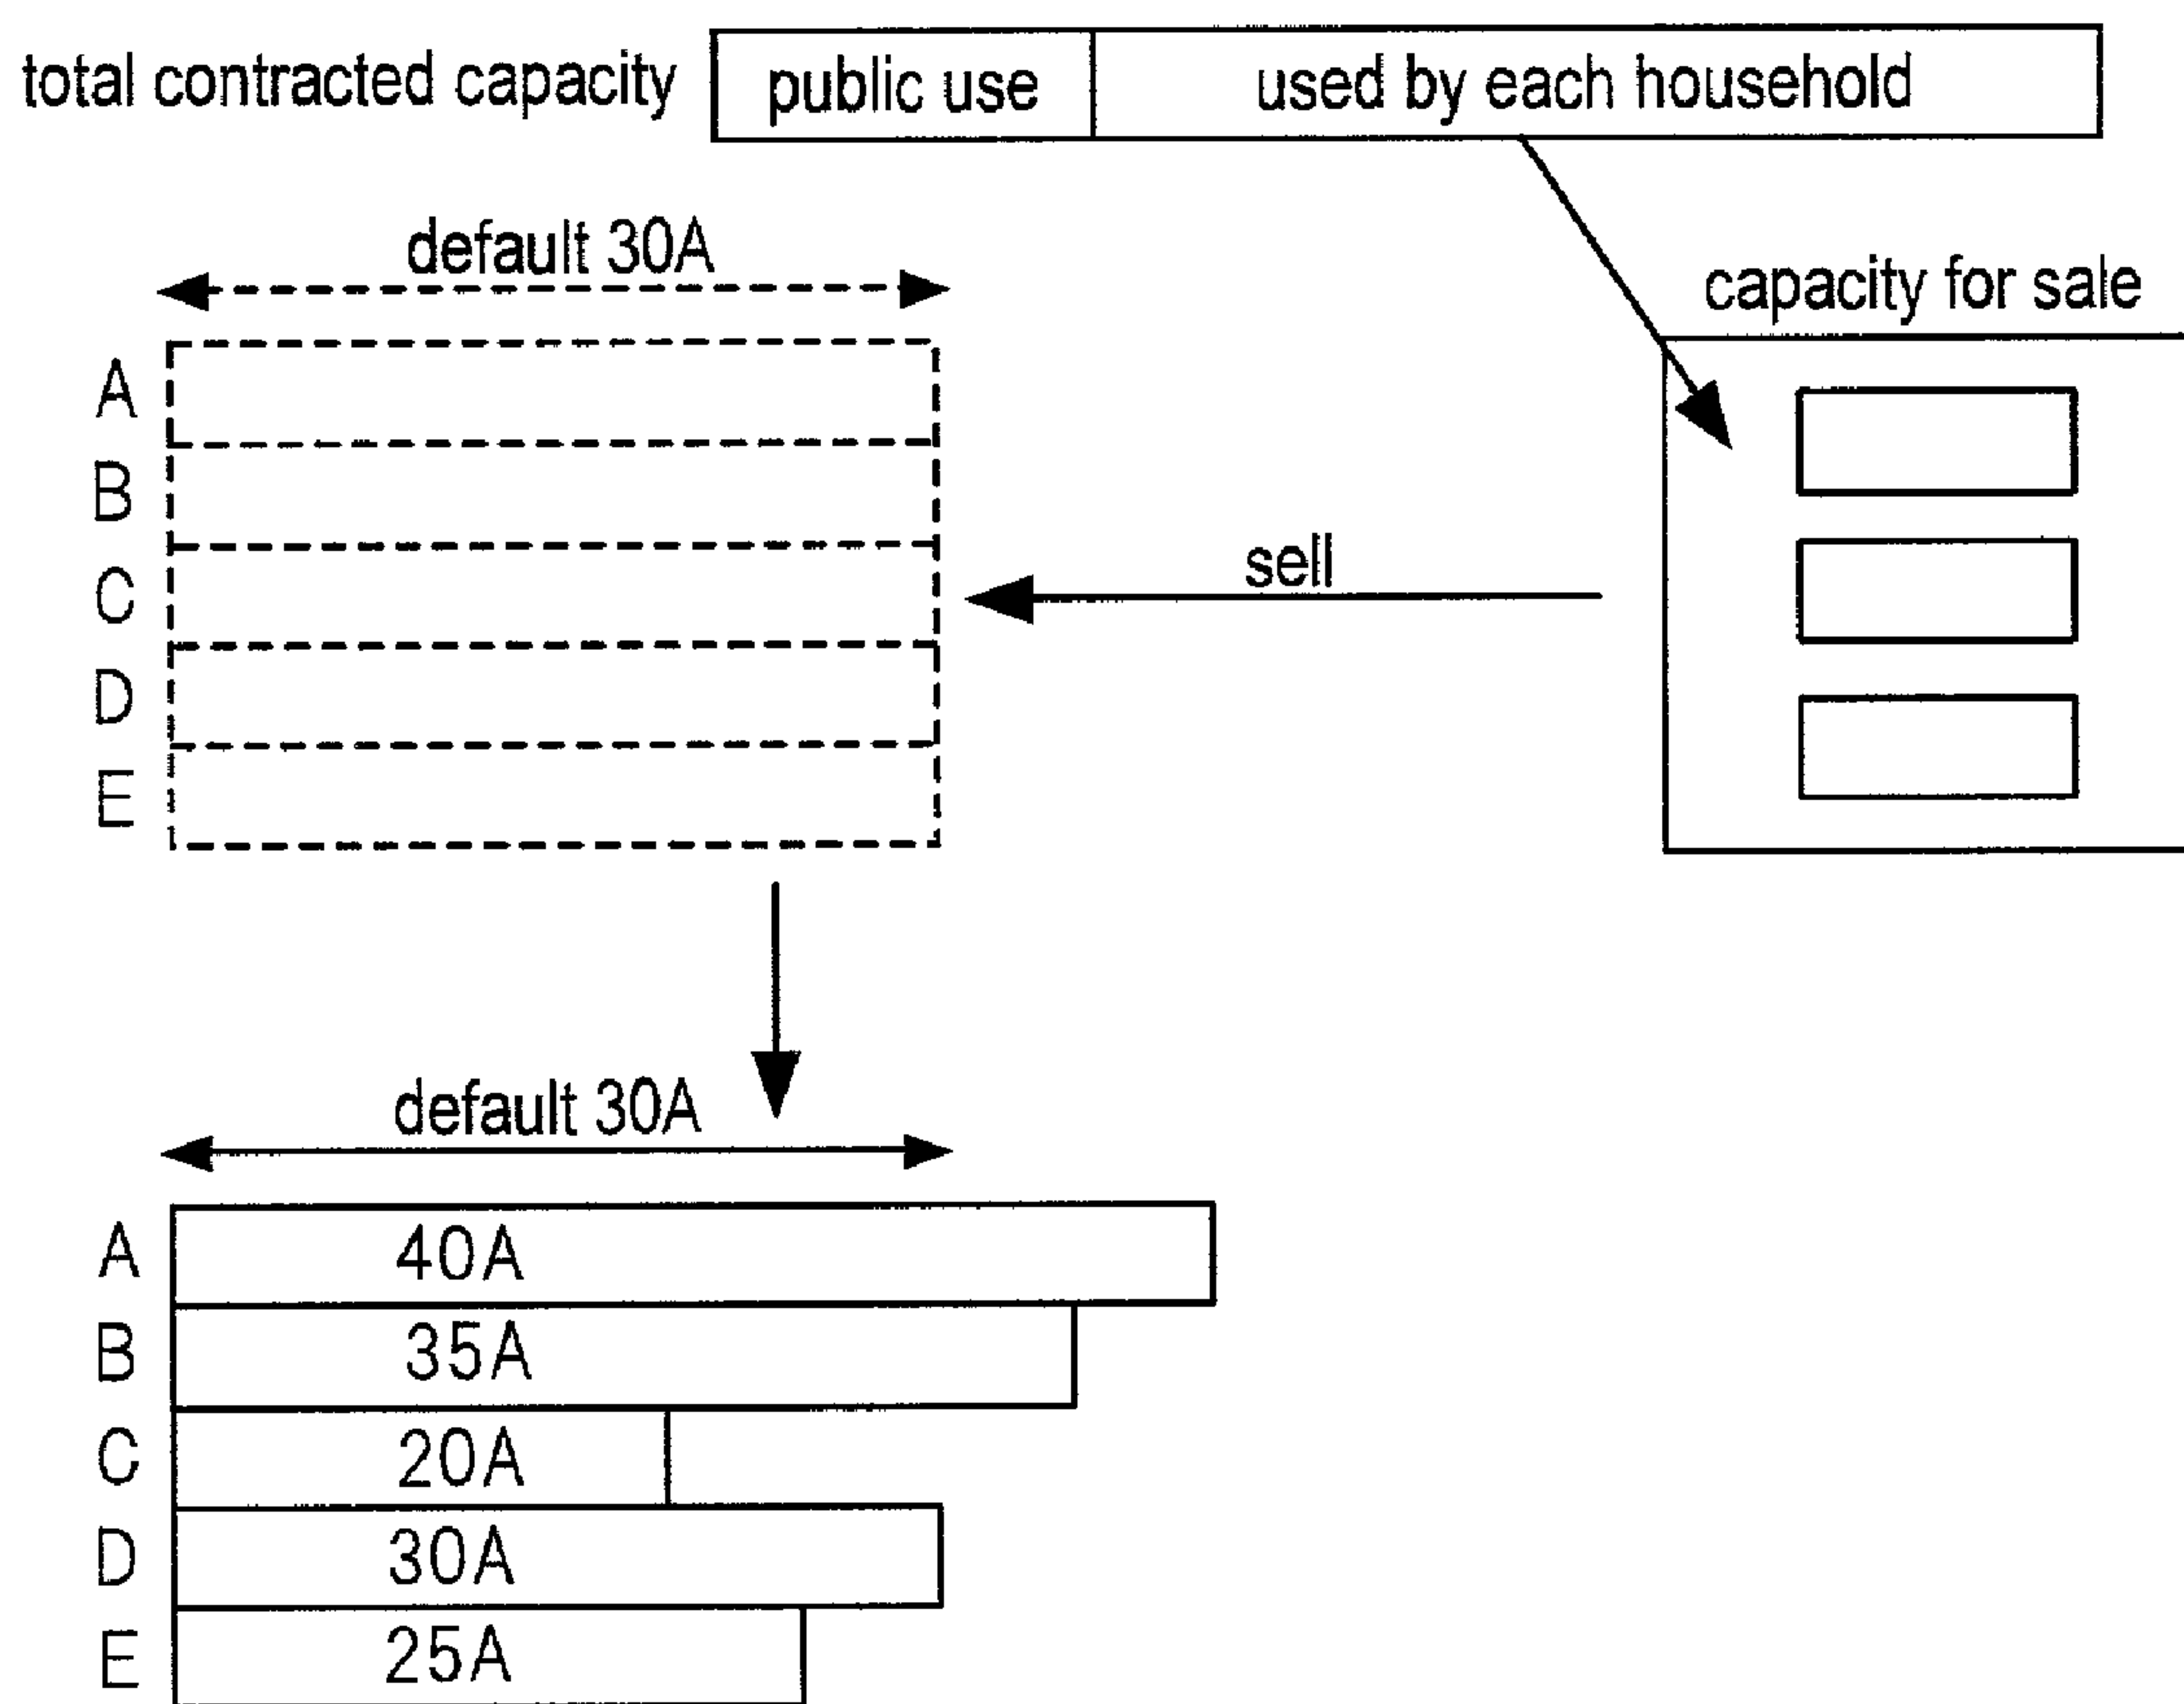 total contracted capacity
public use
used by each household
default 30A
capacity for sale
A
B
C
D
E
sell
default 30A
A 40A
B 35A
C 20A
D 30A
E 25A